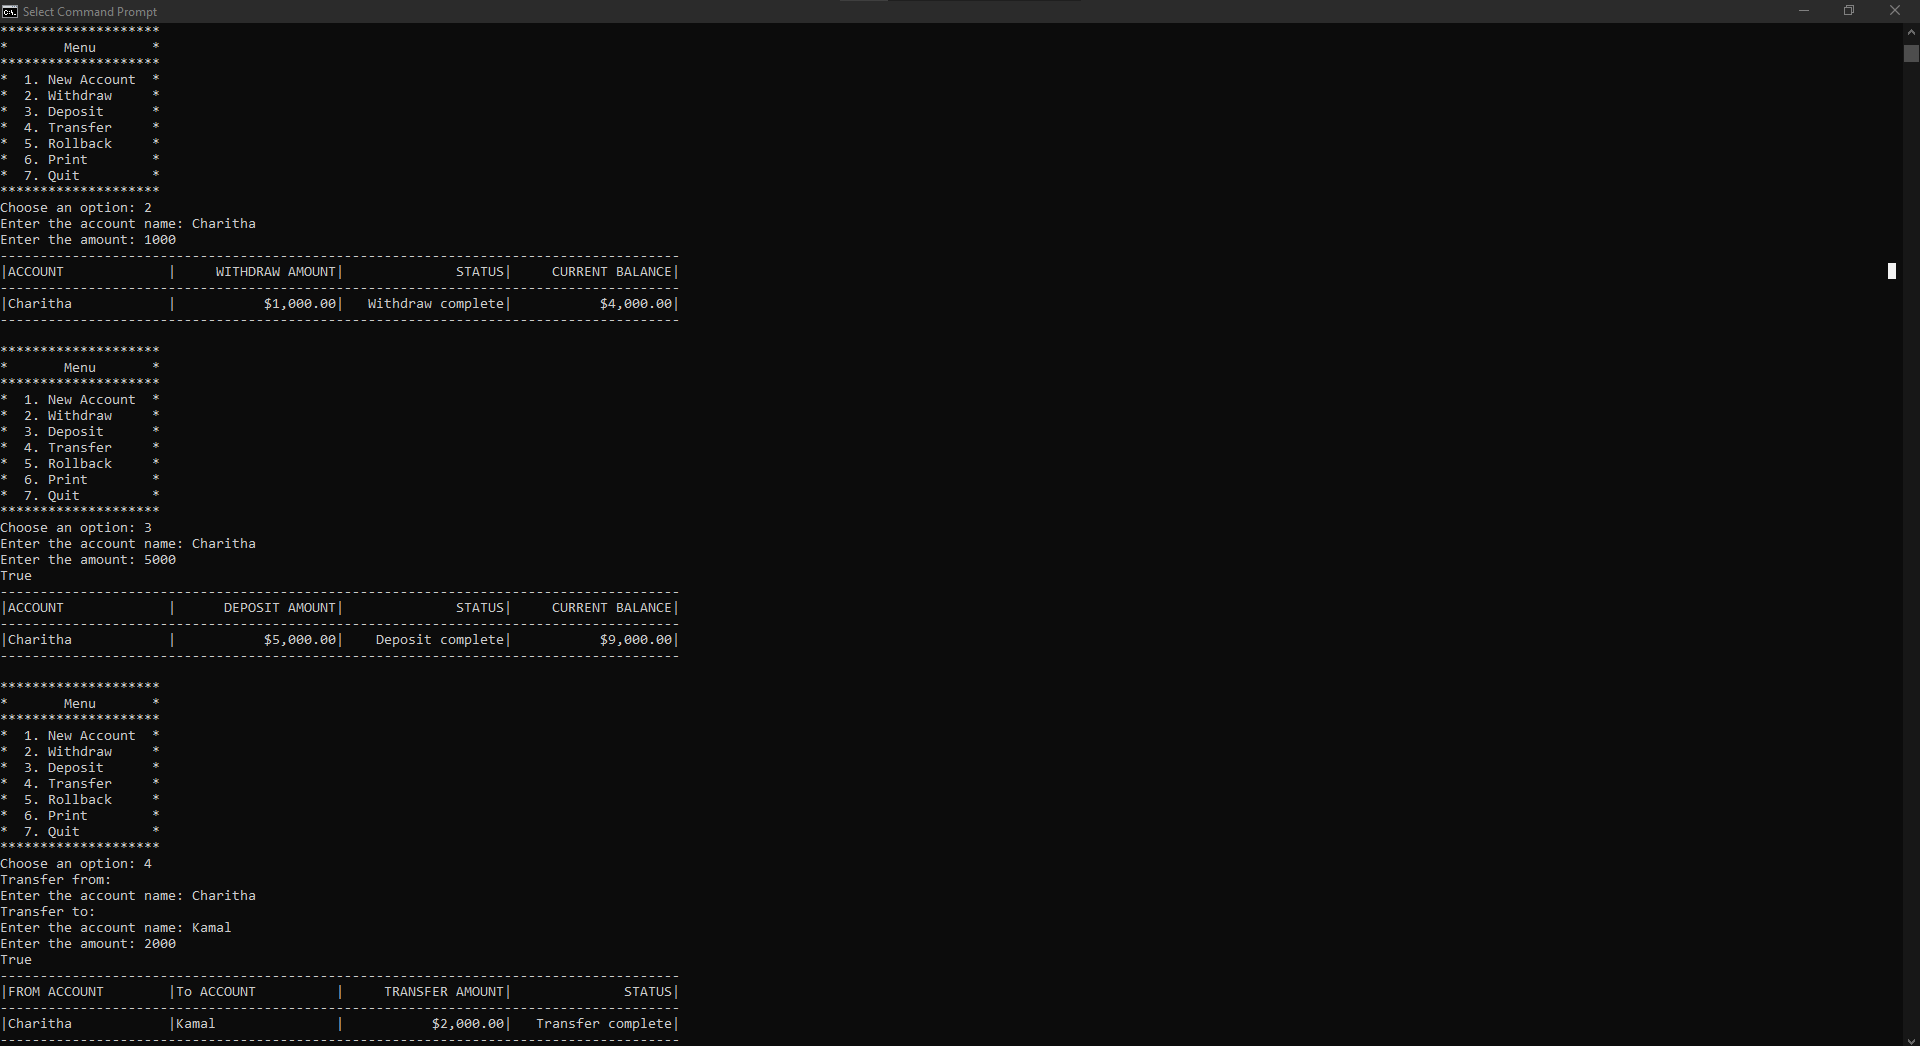 Select Command Prompt
********************
*       Menu       *
********************
*  1. New Account  *
*  2. Withdraw     *
*  3. Deposit      *
*  4. Transfer     *
*  5. Rollback     *
*  6. Print        *
*  7. Quit         *
********************
Choose an option: 2
Enter the account name: Charitha
Enter the amount: 1000
-------------------------------------------------------------------------------------
|ACCOUNT             |     WITHDRAW AMOUNT|              STATUS|     CURRENT BALANCE|
-------------------------------------------------------------------------------------
|Charitha            |           $1,000.00|   Withdraw complete|           $4,000.00|
-------------------------------------------------------------------------------------
********************
*       Menu       *
********************
*  1. New Account  *
*  2. Withdraw     *
*  3. Deposit      *
*  4. Transfer     *
*  5. Rollback     *
*  6. Print        *
*  7. Quit         *
********************
Choose an option: 3
Enter the account name: Charitha
Enter the amount: 5000
True
-------------------------------------------------------------------------------------
|ACCOUNT             |      DEPOSIT AMOUNT|              STATUS|     CURRENT BALANCE|
-------------------------------------------------------------------------------------
|Charitha            |           $5,000.00|    Deposit complete|           $9,000.00|
-------------------------------------------------------------------------------------
********************
*       Menu       *
********************
*  1. New Account  *
*  2. Withdraw     *
*  3. Deposit      *
*  4. Transfer     *
*  5. Rollback     *
*  6. Print        *
*  7. Quit         *
********************
Choose an option: 4
Transfer from:
Enter the account name: Charitha
Transfer to:
Enter the account name: Kamal
Enter the amount: 2000
True
-------------------------------------------------------------------------------------
|FROM ACCOUNT        |To ACCOUNT          |     TRANSFER AMOUNT|              STATUS|
-------------------------------------------------------------------------------------
|Charitha            |Kamal               |           $2,000.00|   Transfer complete|
-------------------------------------------------------------------------------------